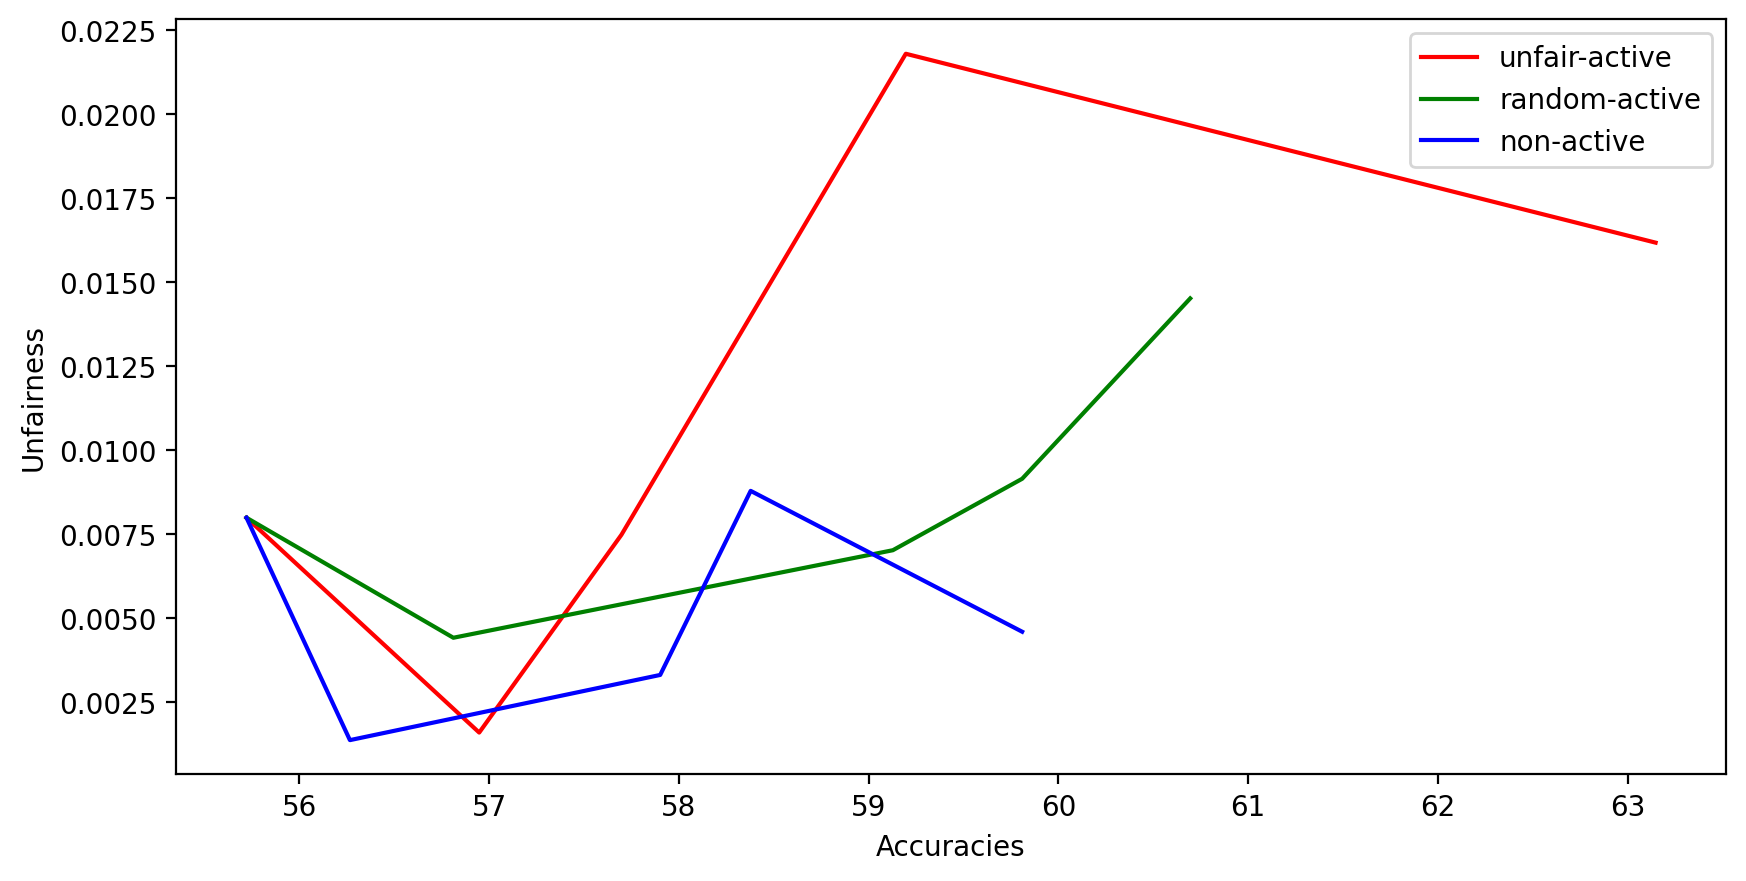 0.0225
0.0200
0.0175
0.0150
0.0125
0.0100
0.0075
0.0050
0.0025
Unfairness
unfair-active
random-active
non-active
56 57 58 59 60 61 62 63
Accuracies